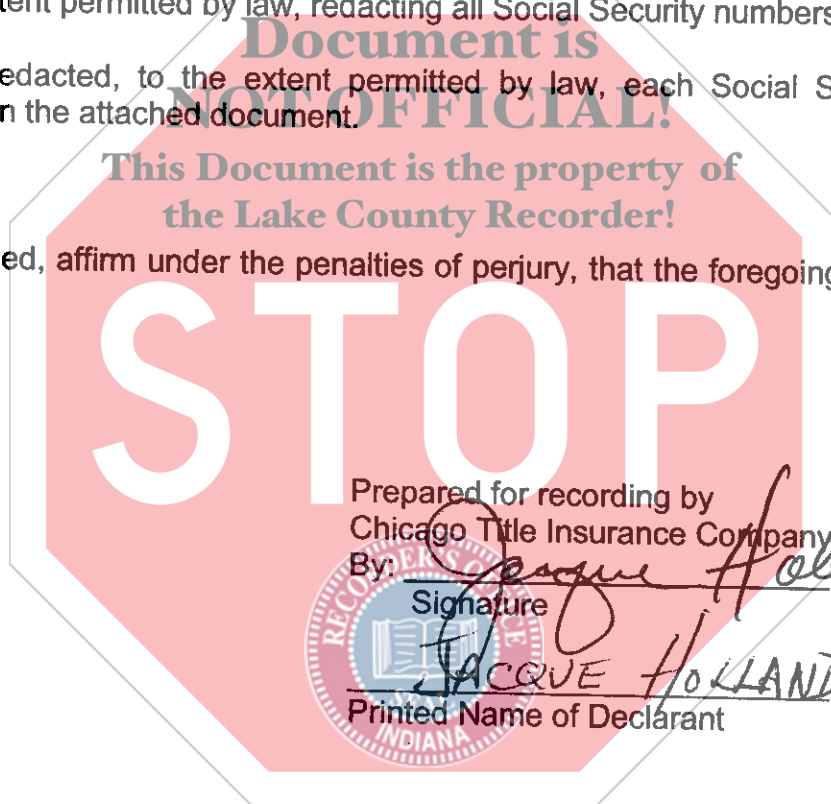 tent permitted by law, redacting all Social Security numbers
Document is
edacted, to the extent permitted by law, each Social S
n the attached document.
NOT OFFICIAL!
This Document is the property of
the Lake County Recorder!
ed, affirm under the penalties of perjury, that the foregoing
STOP
Prepared for recording by
Chicago Title Insurance Company
By: Jacque Hol
Signature
JACQUE HOLLAND
Printed Name of Declarant
RECORDER'S OFFICE
INDIANA